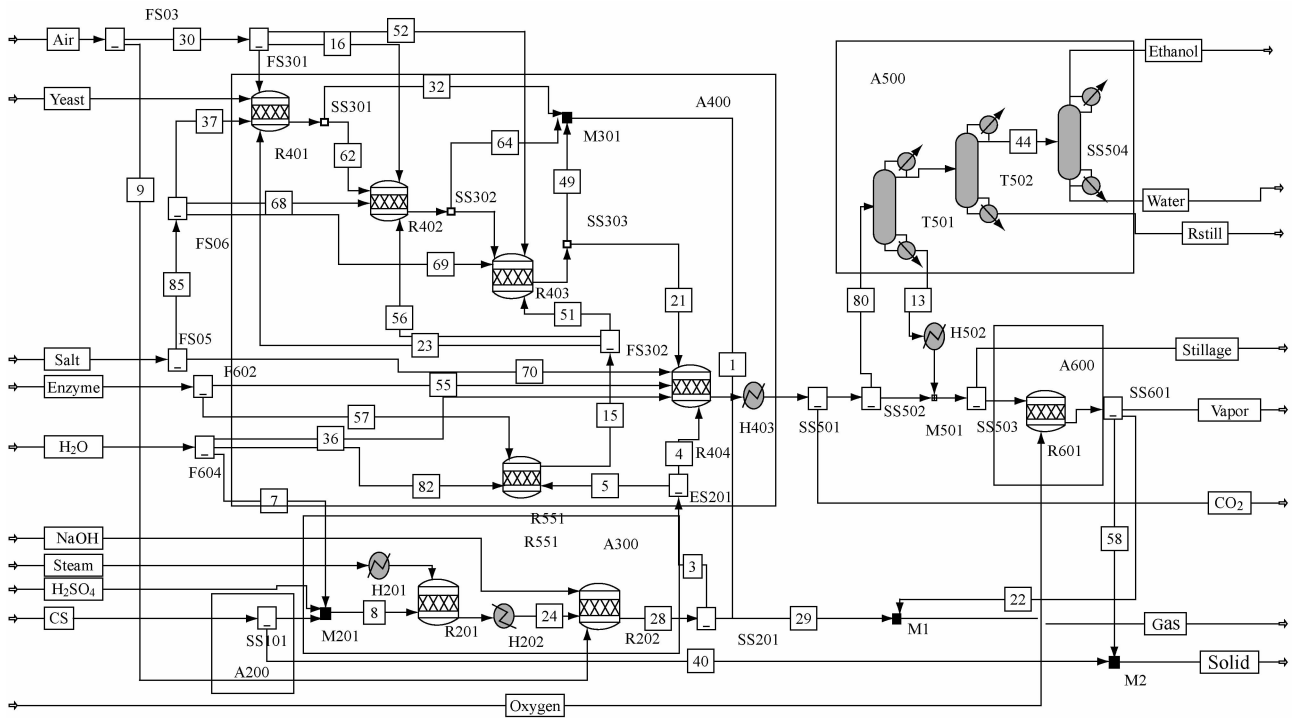 FS03
52
Air
30
16
Ethanol
FS301
A500
32
SS301
A400
Yeast
37
64
M301
44
SS504
R401
62
T502
9
49
68
SS302
Water
R402
SS303
T501
FS06
Rstill
69
R403
85
21
80
13
51
56
H502
FS05
23
FS302
Stillage
Salt
70
1
A600
F602
Enzyme
55
SS601
57
15
SS502
Vapor
H403
SS501
M501
SS503
36
H₂O
4
R404
R601
F604
82
5
7
ES201
CO₂
R551
NaOH
R551
A300
58
Steam
3
H201
H₂SO₄
22
CS
8
24
28
29
Gas
M201
R201
H202
R202
SS201
M1
SS101
40
Solid
A200
M2
Oxygen